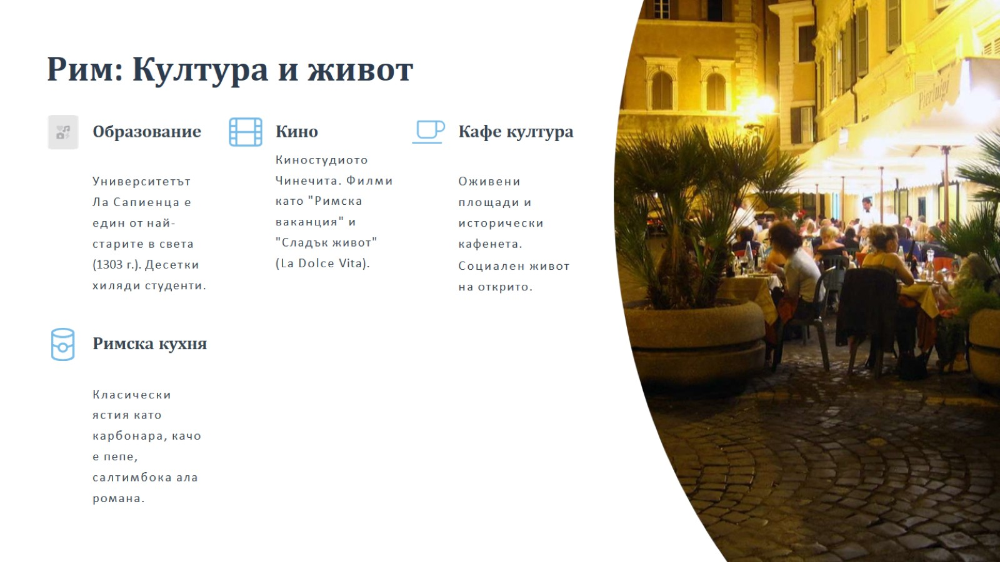 Рим: Култура и живот
Образование
Университетът
Ла Сапиенца е
един от най-
старите в света
(1303 г.). Десетки
хиляди студенти.
Кино
Киностудиото
Чинечита. Филми
като "Римска
ваканция" и
"Сладък живот"
(La Dolce Vita).
Кафе култура
Оживени
площади и
исторически
кафенета.
Социален живот
на открито.
Римска кухня
Класически
ястия като
карбонара, качо
е пепе,
салтимбока ала
романа.
Pierluigi